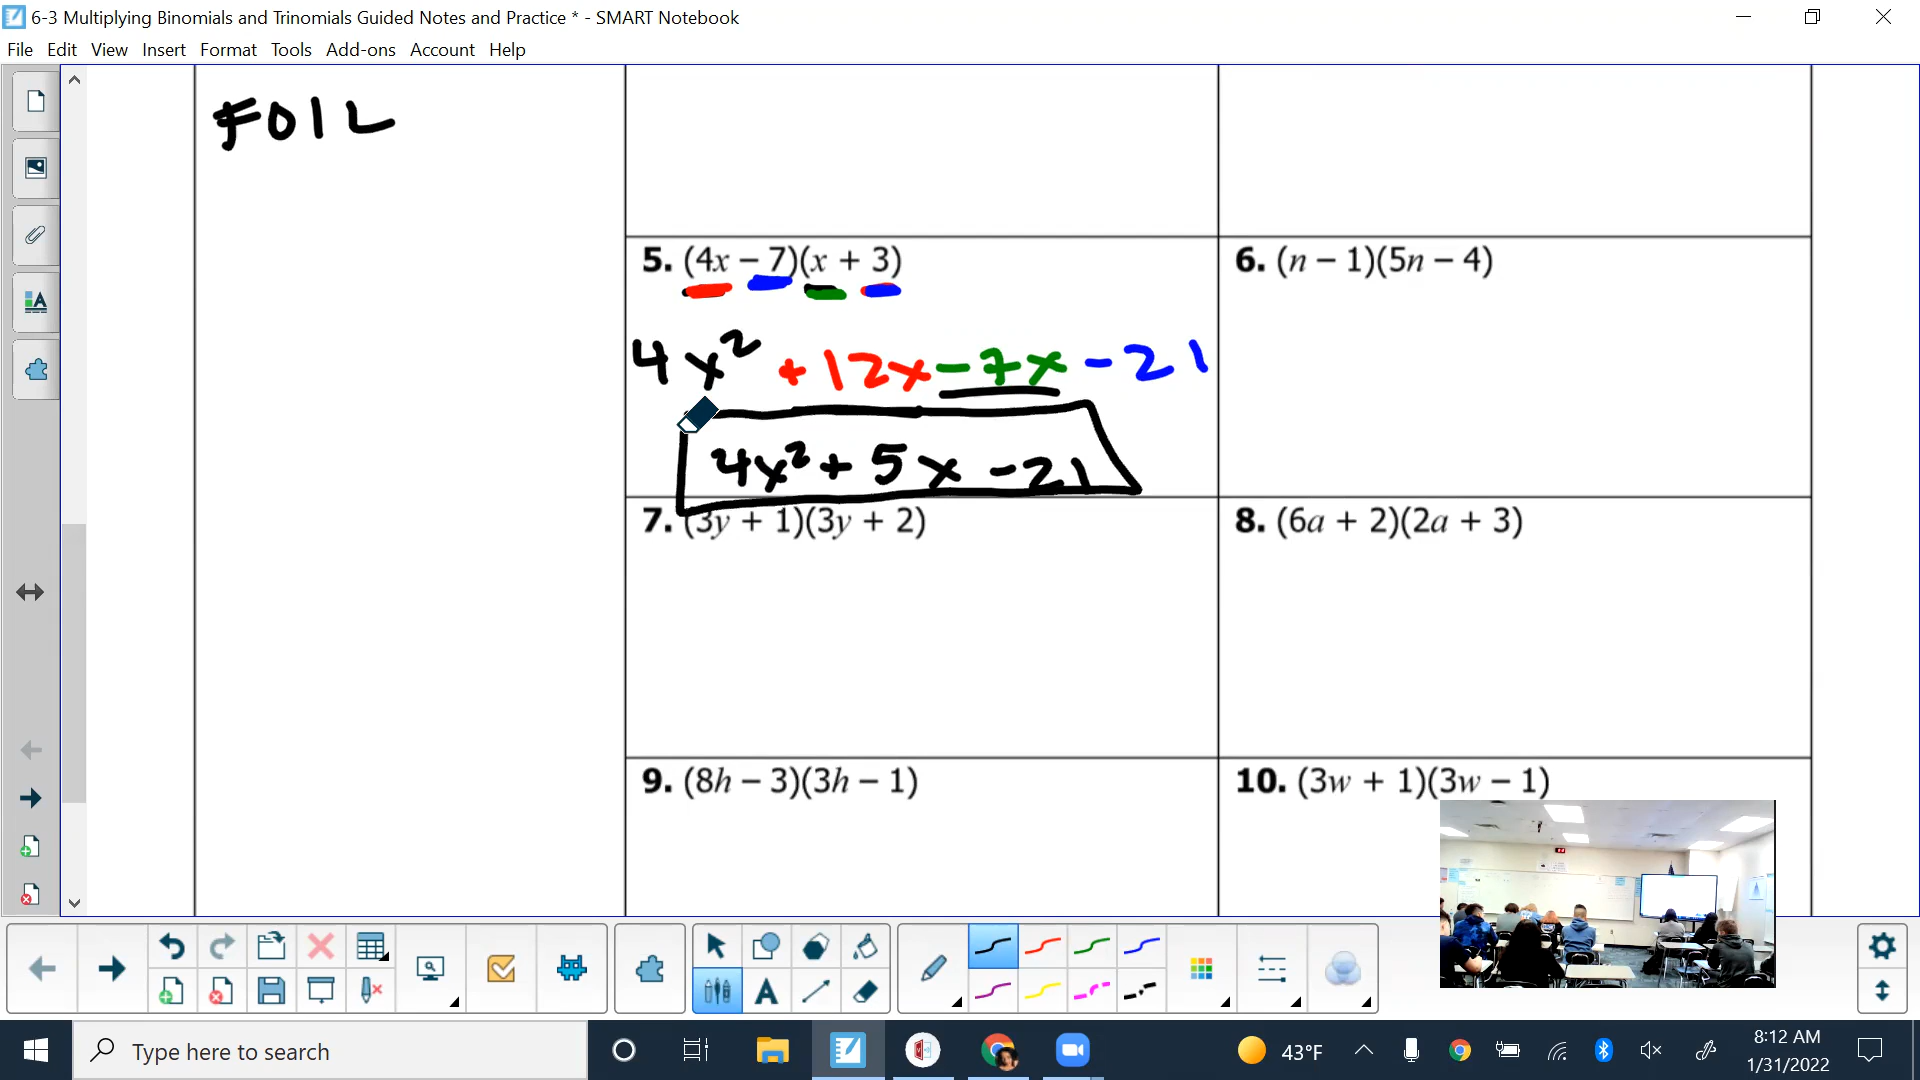 6-3 Multiplying Binomials and Trinomials Guided Notes and Practice * - SMART Notebook
File Edit View Insert Format Tools Add-ons Account Help
FOIL
5. (4x – 7)(x + 3)
4x² + 12x – 7x – 21
4x² + 5x – 21
6. (n – 1)(5n – 4)
7. (3y + 1)(3y + 2)
8. (6a + 2)(2a + 3)
9. (8h – 3)(3h – 1)
10. (3w + 1)(3w – 1)
Type here to search
43°F
8:12 AM
1/31/2022